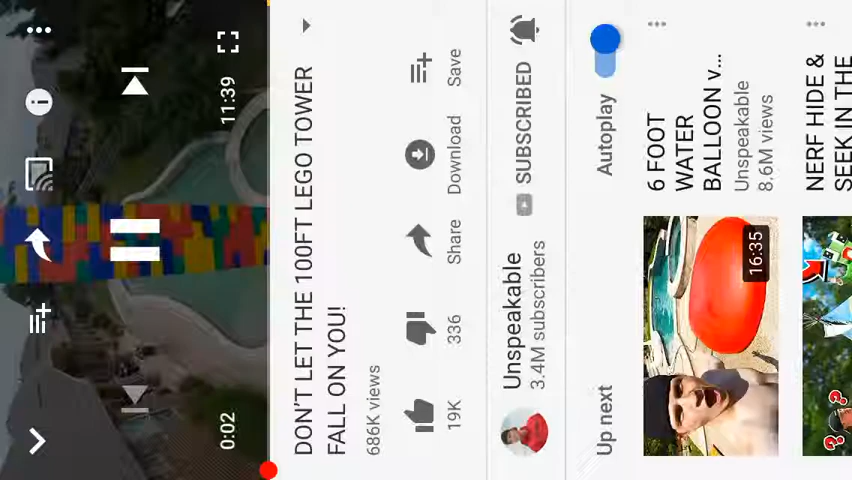 0:02
11:39
DON'T LET THE 100FT LEGO TOWER
FALL ON YOU!
686K views
19K
336
Share
Download
Save
Unspeakable
3.4M subscribers
SUBSCRIBED
Up next
Autoplay
16:35
6 FOOT
WATER
BALLOON v...
Unspeakable
8.6M views
NERF HIDE &
SEEK IN THE